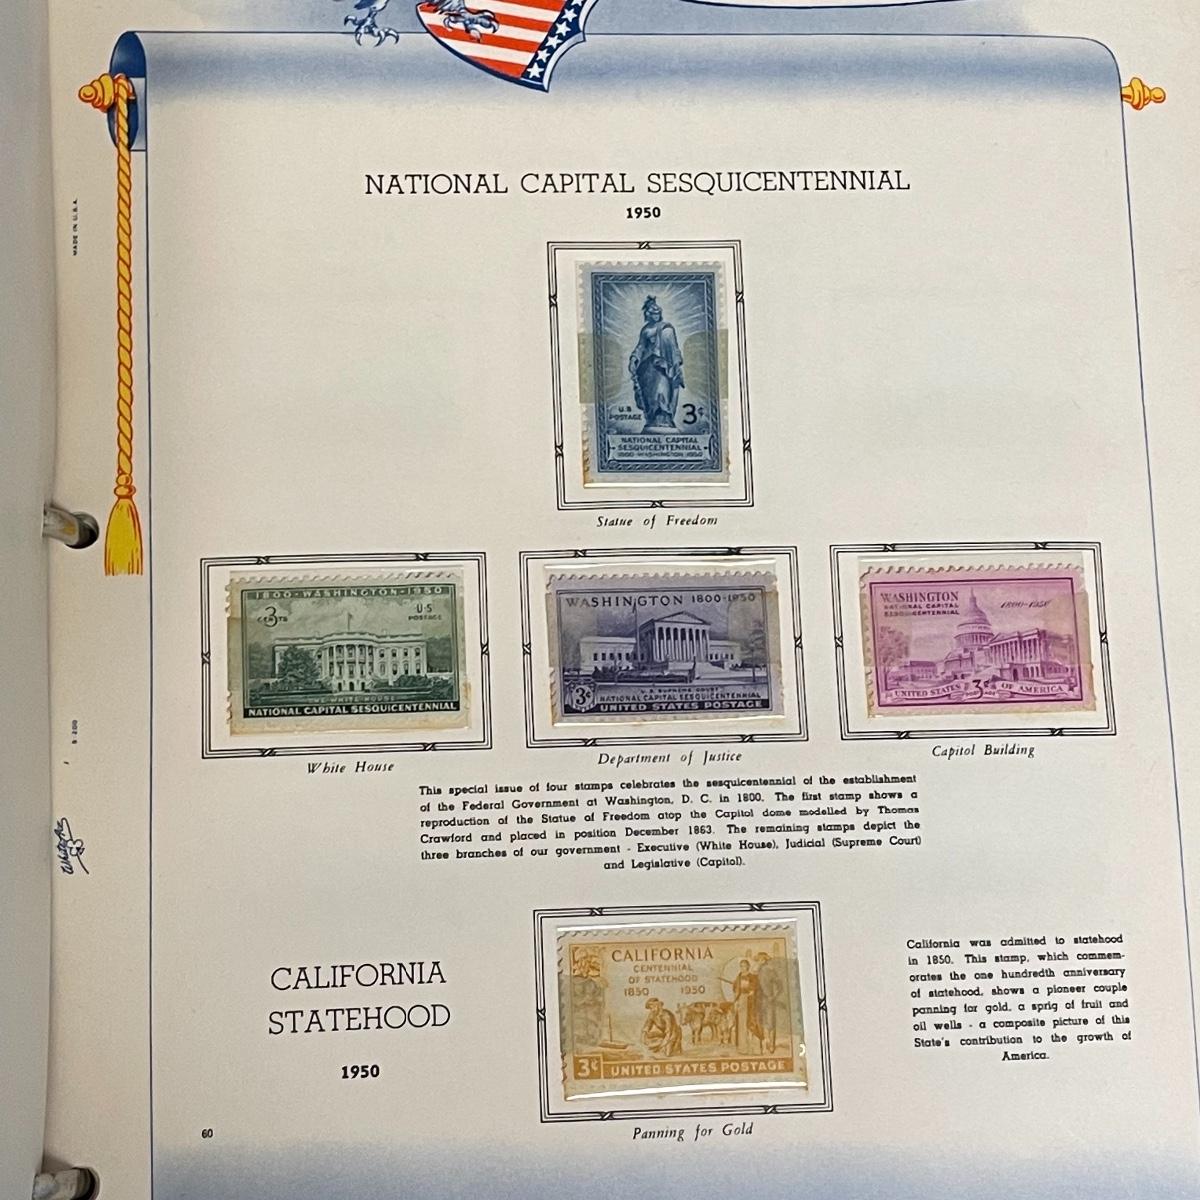 NATIONAL CAPITAL SESQUICENTENNIAL
1950
MADE IN U.S.A.
U.S.
POSTAGE
3¢
NATIONAL CAPITAL
SESQUICENTENNIAL
1800 WASHINGTON 1950
Statue of Freedom
1800-WASHINGTON-1950
3
CENTS
U·S
POSTAGE
THE WHITE HOUSE
NATIONAL CAPITAL SESQUICENTENNIAL
White House
WASHINGTON 1800-1950
U.S. SUPREME COURT
3¢
NATIONAL CAPITAL SESQUICENTENNIAL
UNITED STATES POSTAGE
Department of Justice
WASHINGTON
NATIONAL CAPITAL
SESQUICENTENNIAL
1800-1950
UNITED STATES 3¢ OF AMERICA
POSTAGE
Capitol Building
This special issue of four stamps celebrates the sesquicentennial of the establishment
of the Federal Government at Washington, D. C. in 1800. The first stamp shows a
reproduction of the Statue of Freedom atop the Capitol dome modelled by Thomas
Crawford and placed in position December 1863. The remaining stamps depict the
three branches of our government - Executive (White House), Judicial (Supreme Court)
and Legislative (Capitol).
CALIFORNIA
STATEHOOD
1950
CALIFORNIA
CENTENNIAL
OF STATEHOOD
1850 1950
3¢ UNITED STATES POSTAGE
Panning for Gold
California was admitted to statehood
in 1850. This stamp, which commem-
orates the one hundredth anniversary
of statehood, shows a pioneer couple
panning for gold, a sprig of fruit and
oil wells - a composite picture of this
State's contribution to the growth of
America.
60